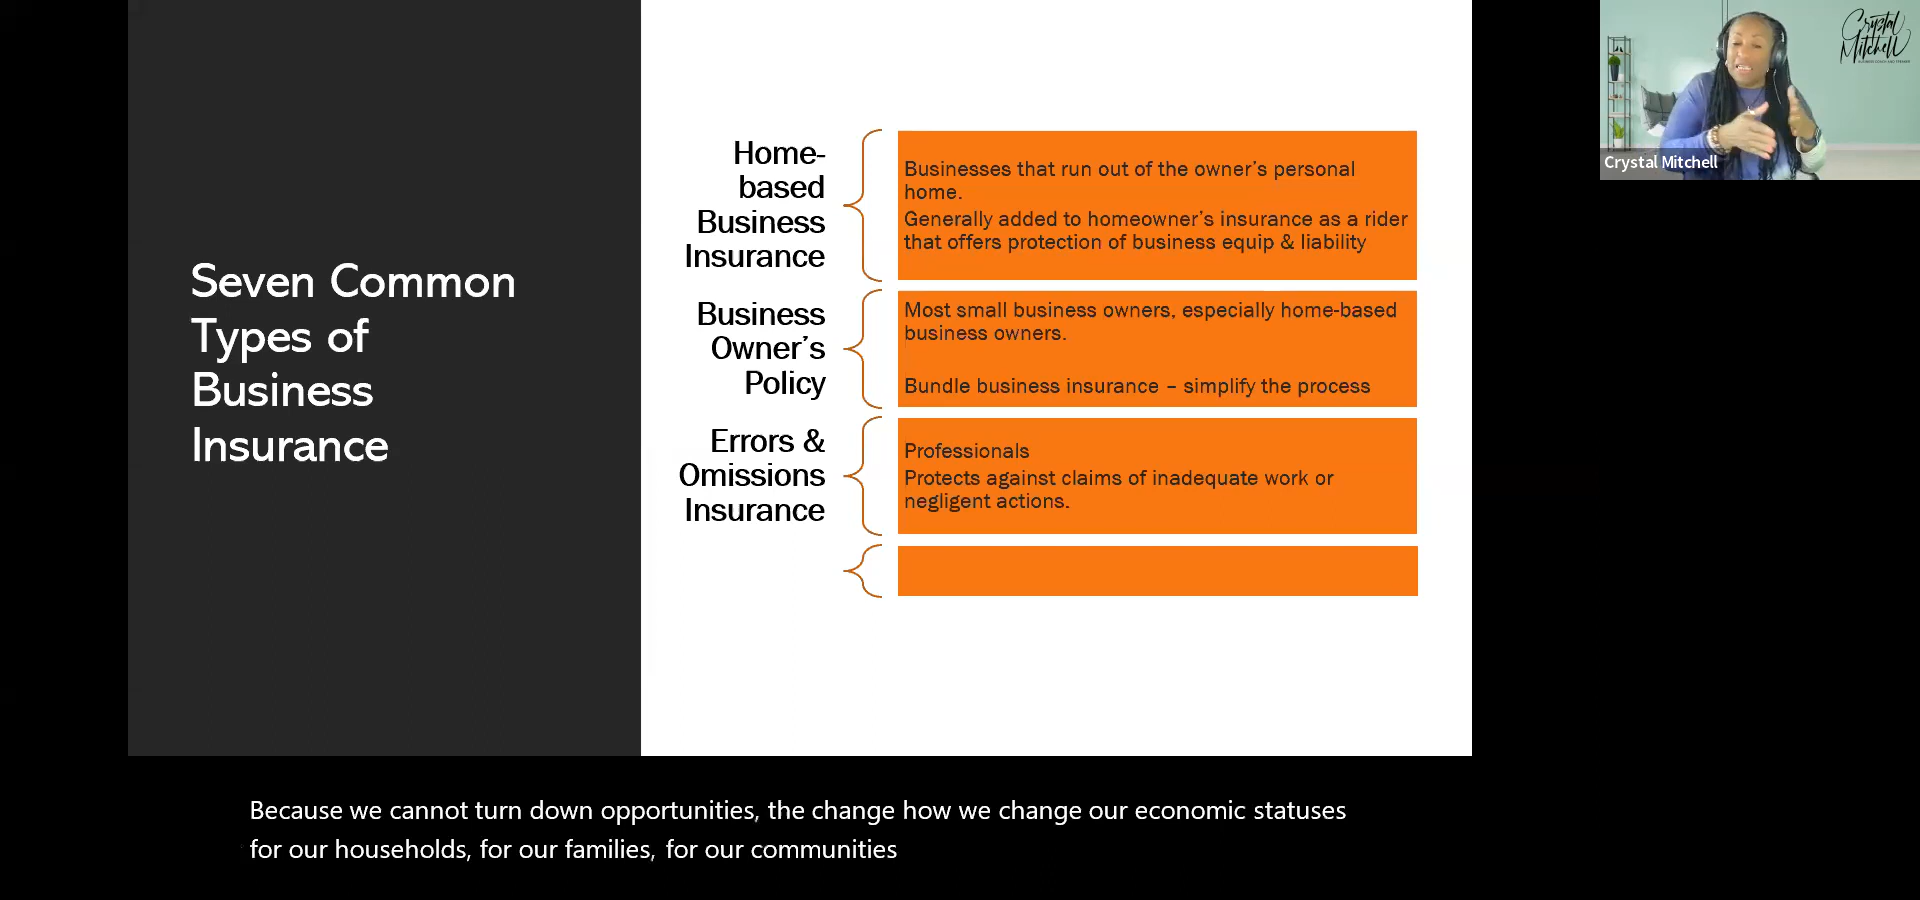 Seven Common
Types of
Business
Insurance
Home-
based
Business
Insurance
Businesses that run out of the owner's personal
home.
Generally added to homeowner's insurance as a rider
that offers protection of business equip & liability
Business
Owner's
Policy
Most small business owners, especially home-based
business owners.
Bundle business insurance – simplify the process
Errors &
Omissions
Insurance
Professionals
Protects against claims of inadequate work or
negligent actions.
Crystal
Mitchell
Crystal Mitchell
Because we cannot turn down opportunities, the change how we change our economic statuses
for our households, for our families, for our communities